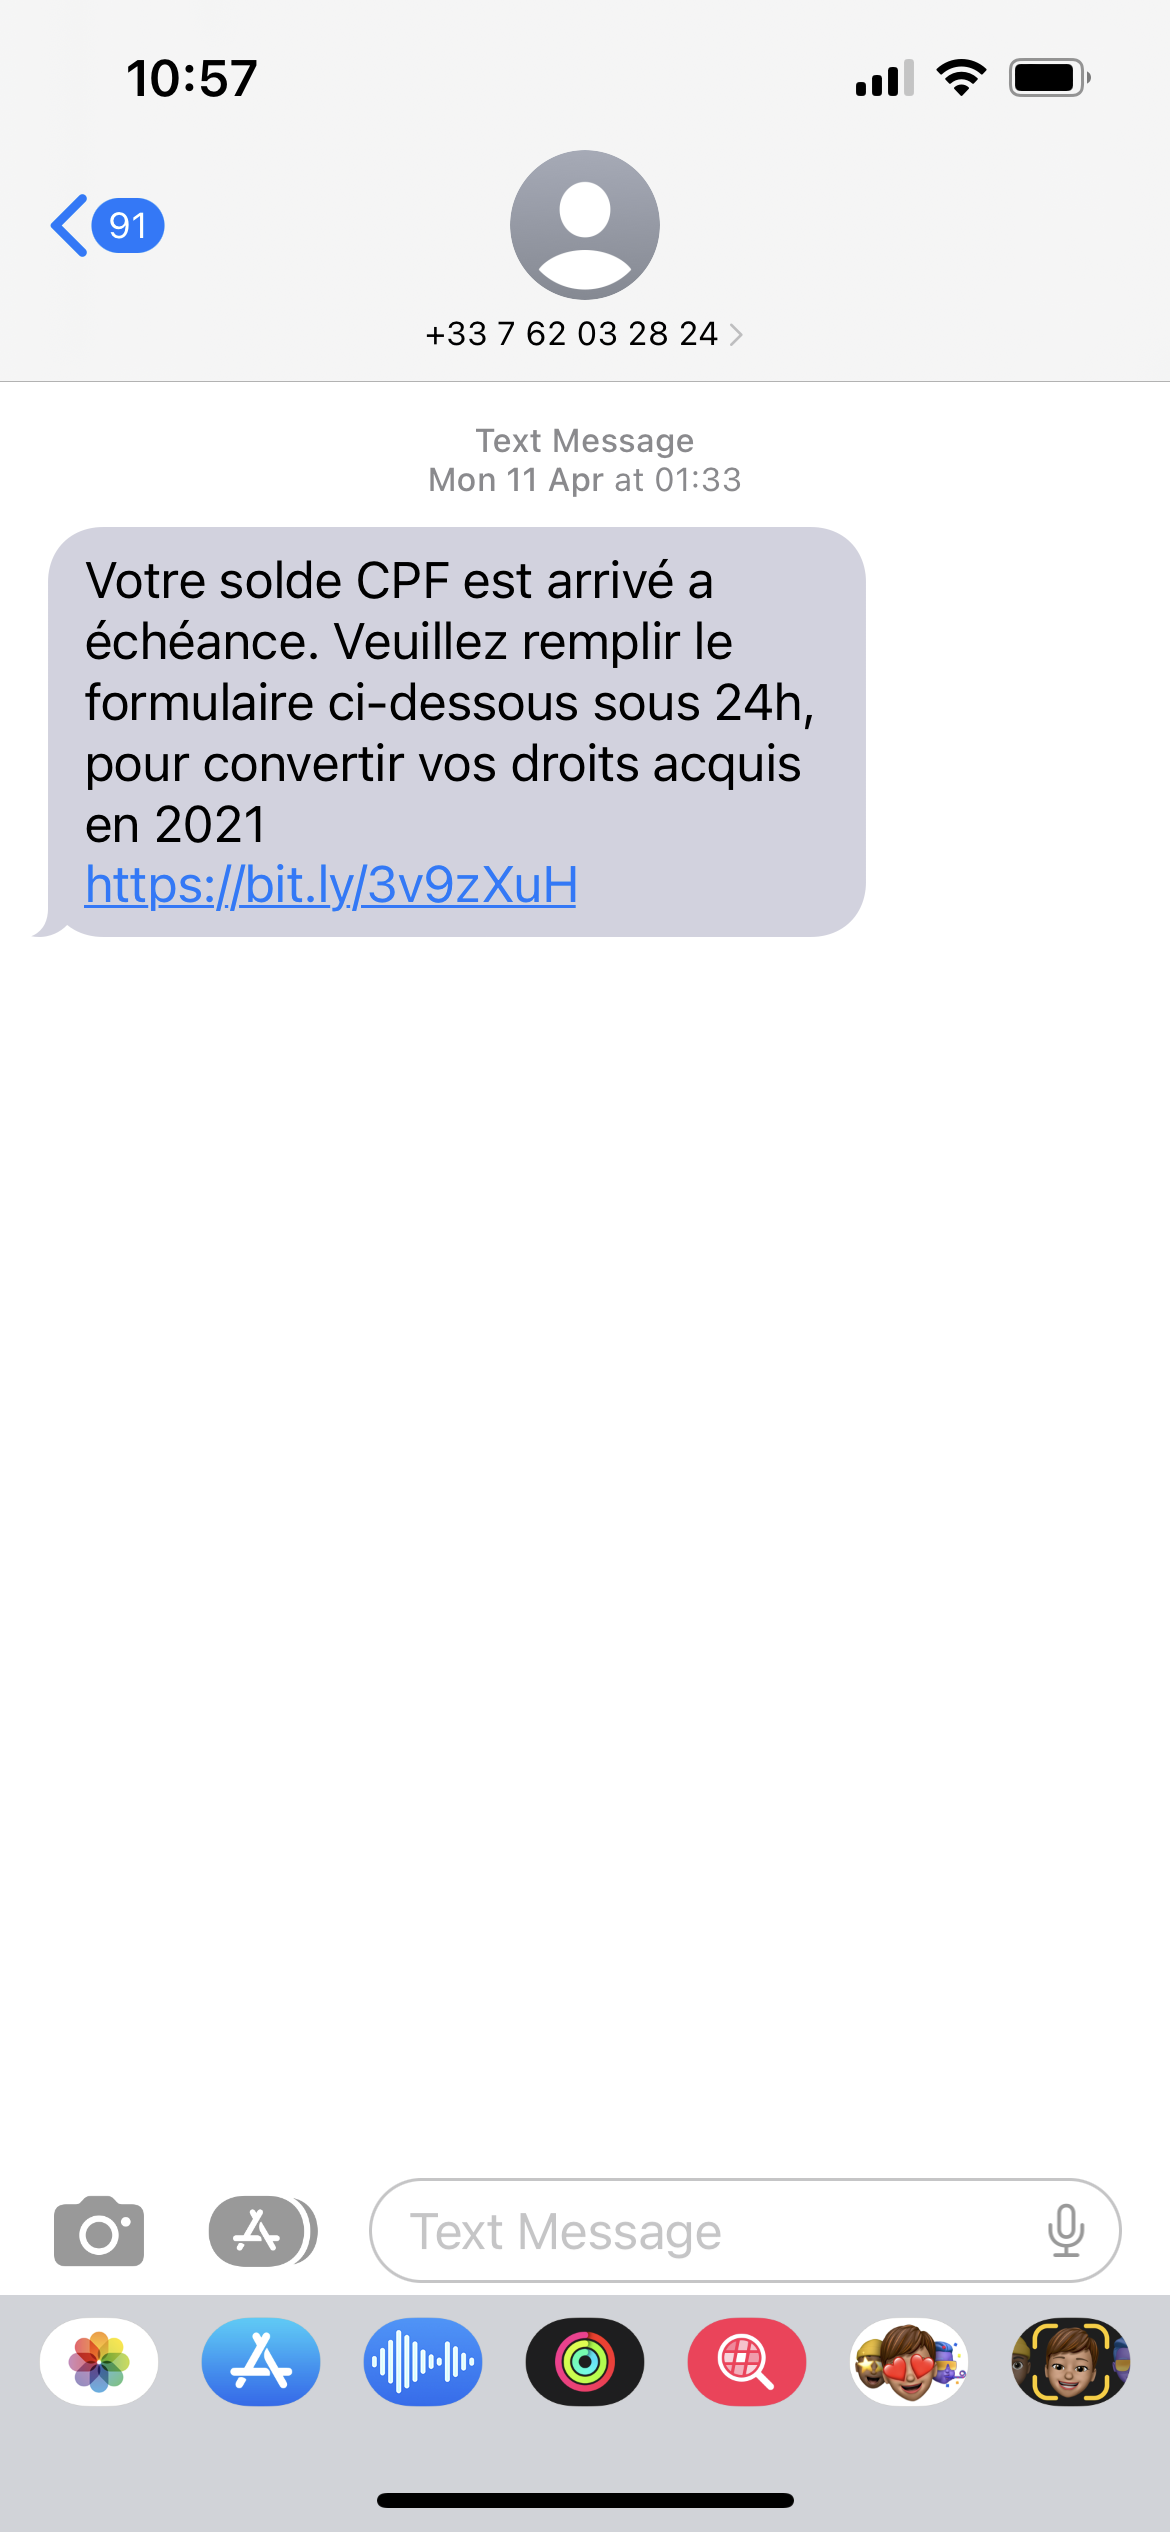 10:57
91
+33 7 62 03 28 24
Text Message
Mon 11 Apr at 01:33
Votre solde CPF est arrivé a
échéance. Veuillez remplir le
formulaire ci-dessous sous 24h,
pour convertir vos droits acquis
en 2021
https://bit.ly/3v9zXuH
Text Message